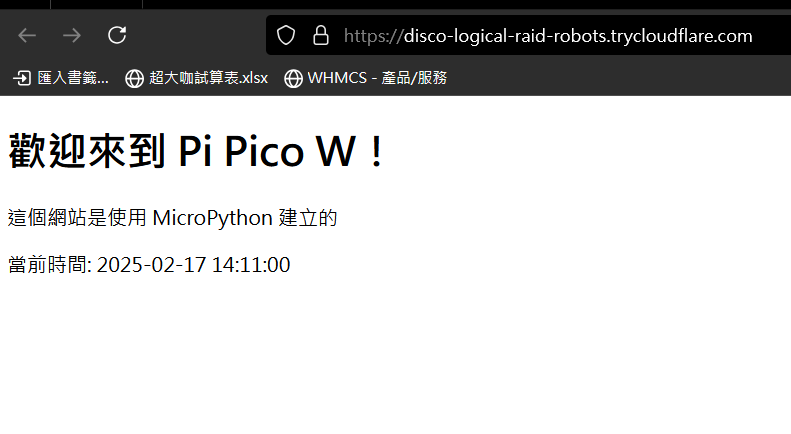 https://disco-logical-raid-robots.trycloudflare.com
匯入書籤... 超大咖試算表.xlsx WHMCS - 產品/服務
歡迎來到 Pi Pico W！
這個網站是使用 MicroPython 建立的
當前時間: 2025-02-17 14:11:00